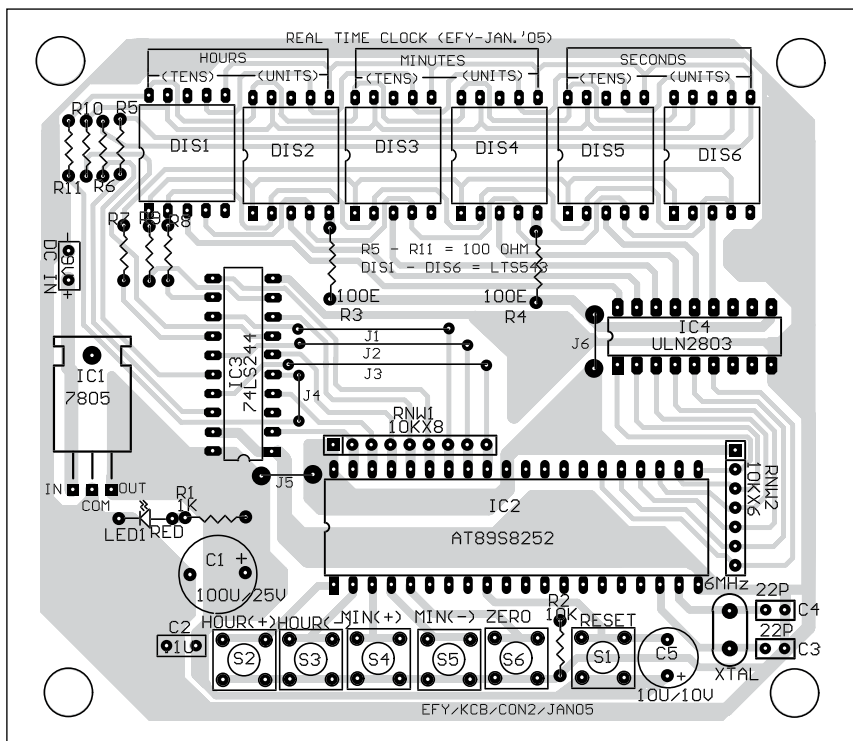 REAL TIME CLOCK (EFY-JAN.'05)
HOURS MINUTES SECONDS
(TENS) (UNITS) (TENS) (UNITS) (TENS) (UNITS)
R10 R5
DIS1 DIS2 DIS3 DIS4 DIS5 DIS6
R11 R6
R7 R9 R8
- 9V +
DC IN
R5 - R11 = 100 OHM
DIS1 - DIS6 = LTS543
100E 100E
R3 R4
IC1
7805
IC3
74LS244
J1
J2
J3
J4
J6
IC4
ULN2803
RNW1
10KX8
J5
IN COM OUT
R1
1K
LED1 RED
IC2
AT89S8252
RNW2
10KX6
C1 +
100U/25V
6MHz
22P
C4
22P
C3
XTAL
C2
.1U
HOUR(+) HOUR(-) MIN(+) MIN(-) ZERO
R2
10K
RESET
S2 S3 S4 S5 S6 S1
C5
+
10U/10V
EFY/KCB/CON2/JAN05